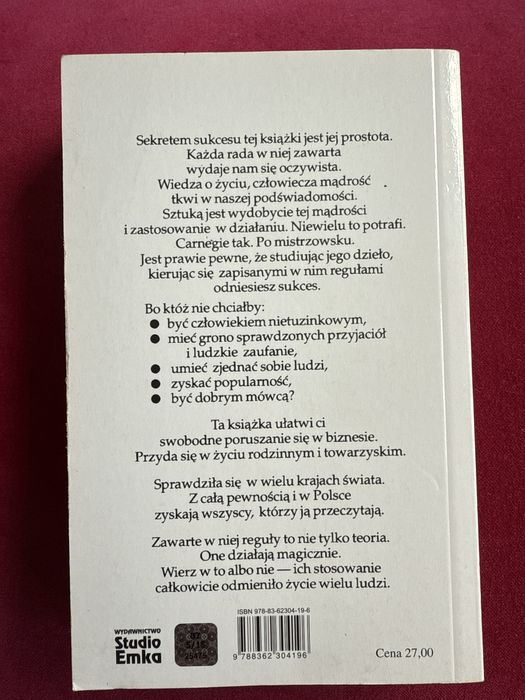 Sekretem sukcesu tej książki jest jej prostota.
Każda rada w niej zawarta
wydaje nam się oczywista.
Wiedza o życiu, człowiecza mądrość
tkwi w naszej podświadomości.
Sztuką jest wydobycie tej mądrości
i zastosowanie w działaniu. Niewielu to potrafi.
Carnegie tak. Po mistrzowsku.
Jest prawie pewne, że studiując jego dzieło,
kierując się zapisanymi w nim regułami
odniesiesz sukces.
Bo któż nie chciałby:
● być człowiekiem nietuzinkowym,
● mieć grono sprawdzonych przyjaciół
i ludzkie zaufanie,
● umieć zjednać sobie ludzi,
● zyskać popularność,
● być dobrym mówcą?
Ta książka ułatwi ci
swobodne poruszanie się w biznesie.
Przyda się w życiu rodzinnym i towarzyskim.
Sprawdziła się w wielu krajach świata.
Z całą pewnością i w Polsce
zyskają wszyscy, którzy ją przeczytają.
Zawarte w niej reguły to nie tylko teoria.
One działają magicznie.
Wierz w to albo nie — ich stosowanie
całkowicie odmieniło życie wielu ludzi.
WYDAWNICTWO
Studio
Emka
ISBN 978-83-62304-19-6
9 788362 304196
Cena 27,00